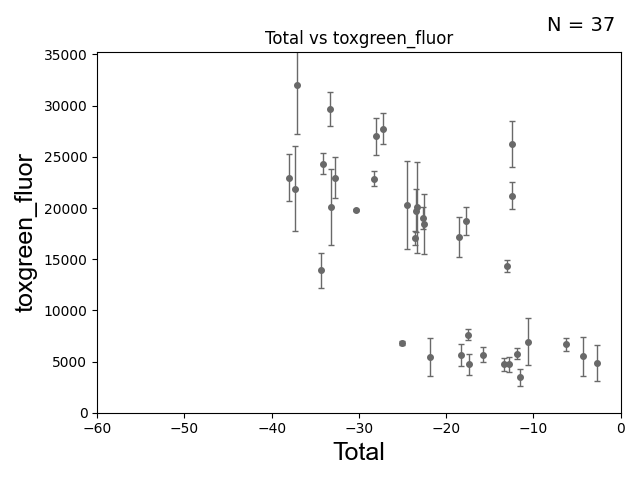 N = 37
Total vs toxgreen_fluor
35000
30000
25000
20000
15000
10000
5000
0
toxgreen_fluor
−60 −50 −40 −30 −20 −10 0
Total